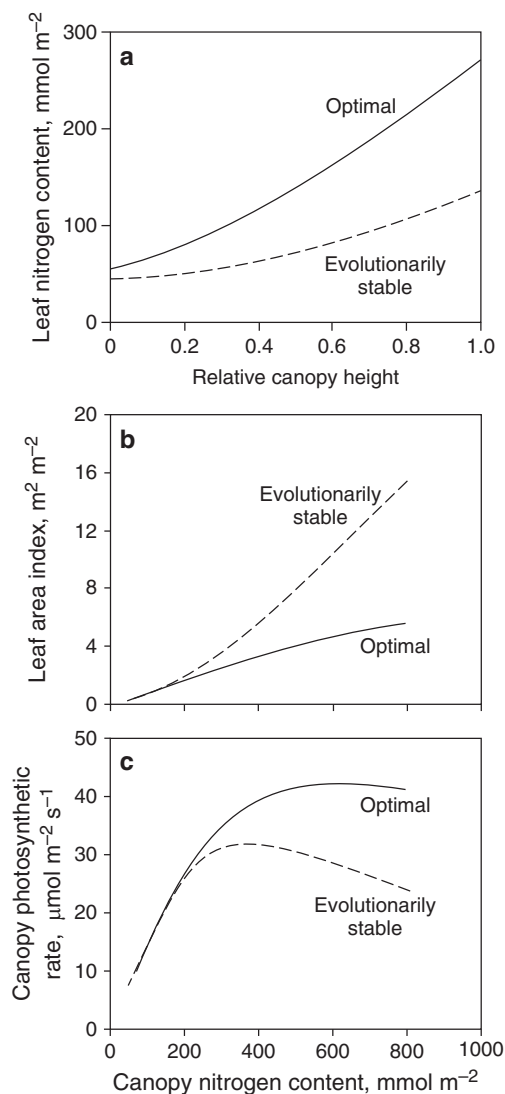 a
Leaf nitrogen content, mmol m⁻²
300
200
100
0
Optimal
Evolutionarily
stable
0 0.2 0.4 0.6 0.8 1.0
Relative canopy height
b
Leaf area index, m² m⁻²
20
16
12
8
4
0
Evolutionarily
stable
Optimal
c
Canopy photosynthetic
rate, μmol m⁻² s⁻¹
50
40
30
20
10
0
Optimal
Evolutionarily
stable
0 200 400 600 800 1000
Canopy nitrogen content, mmol m⁻²